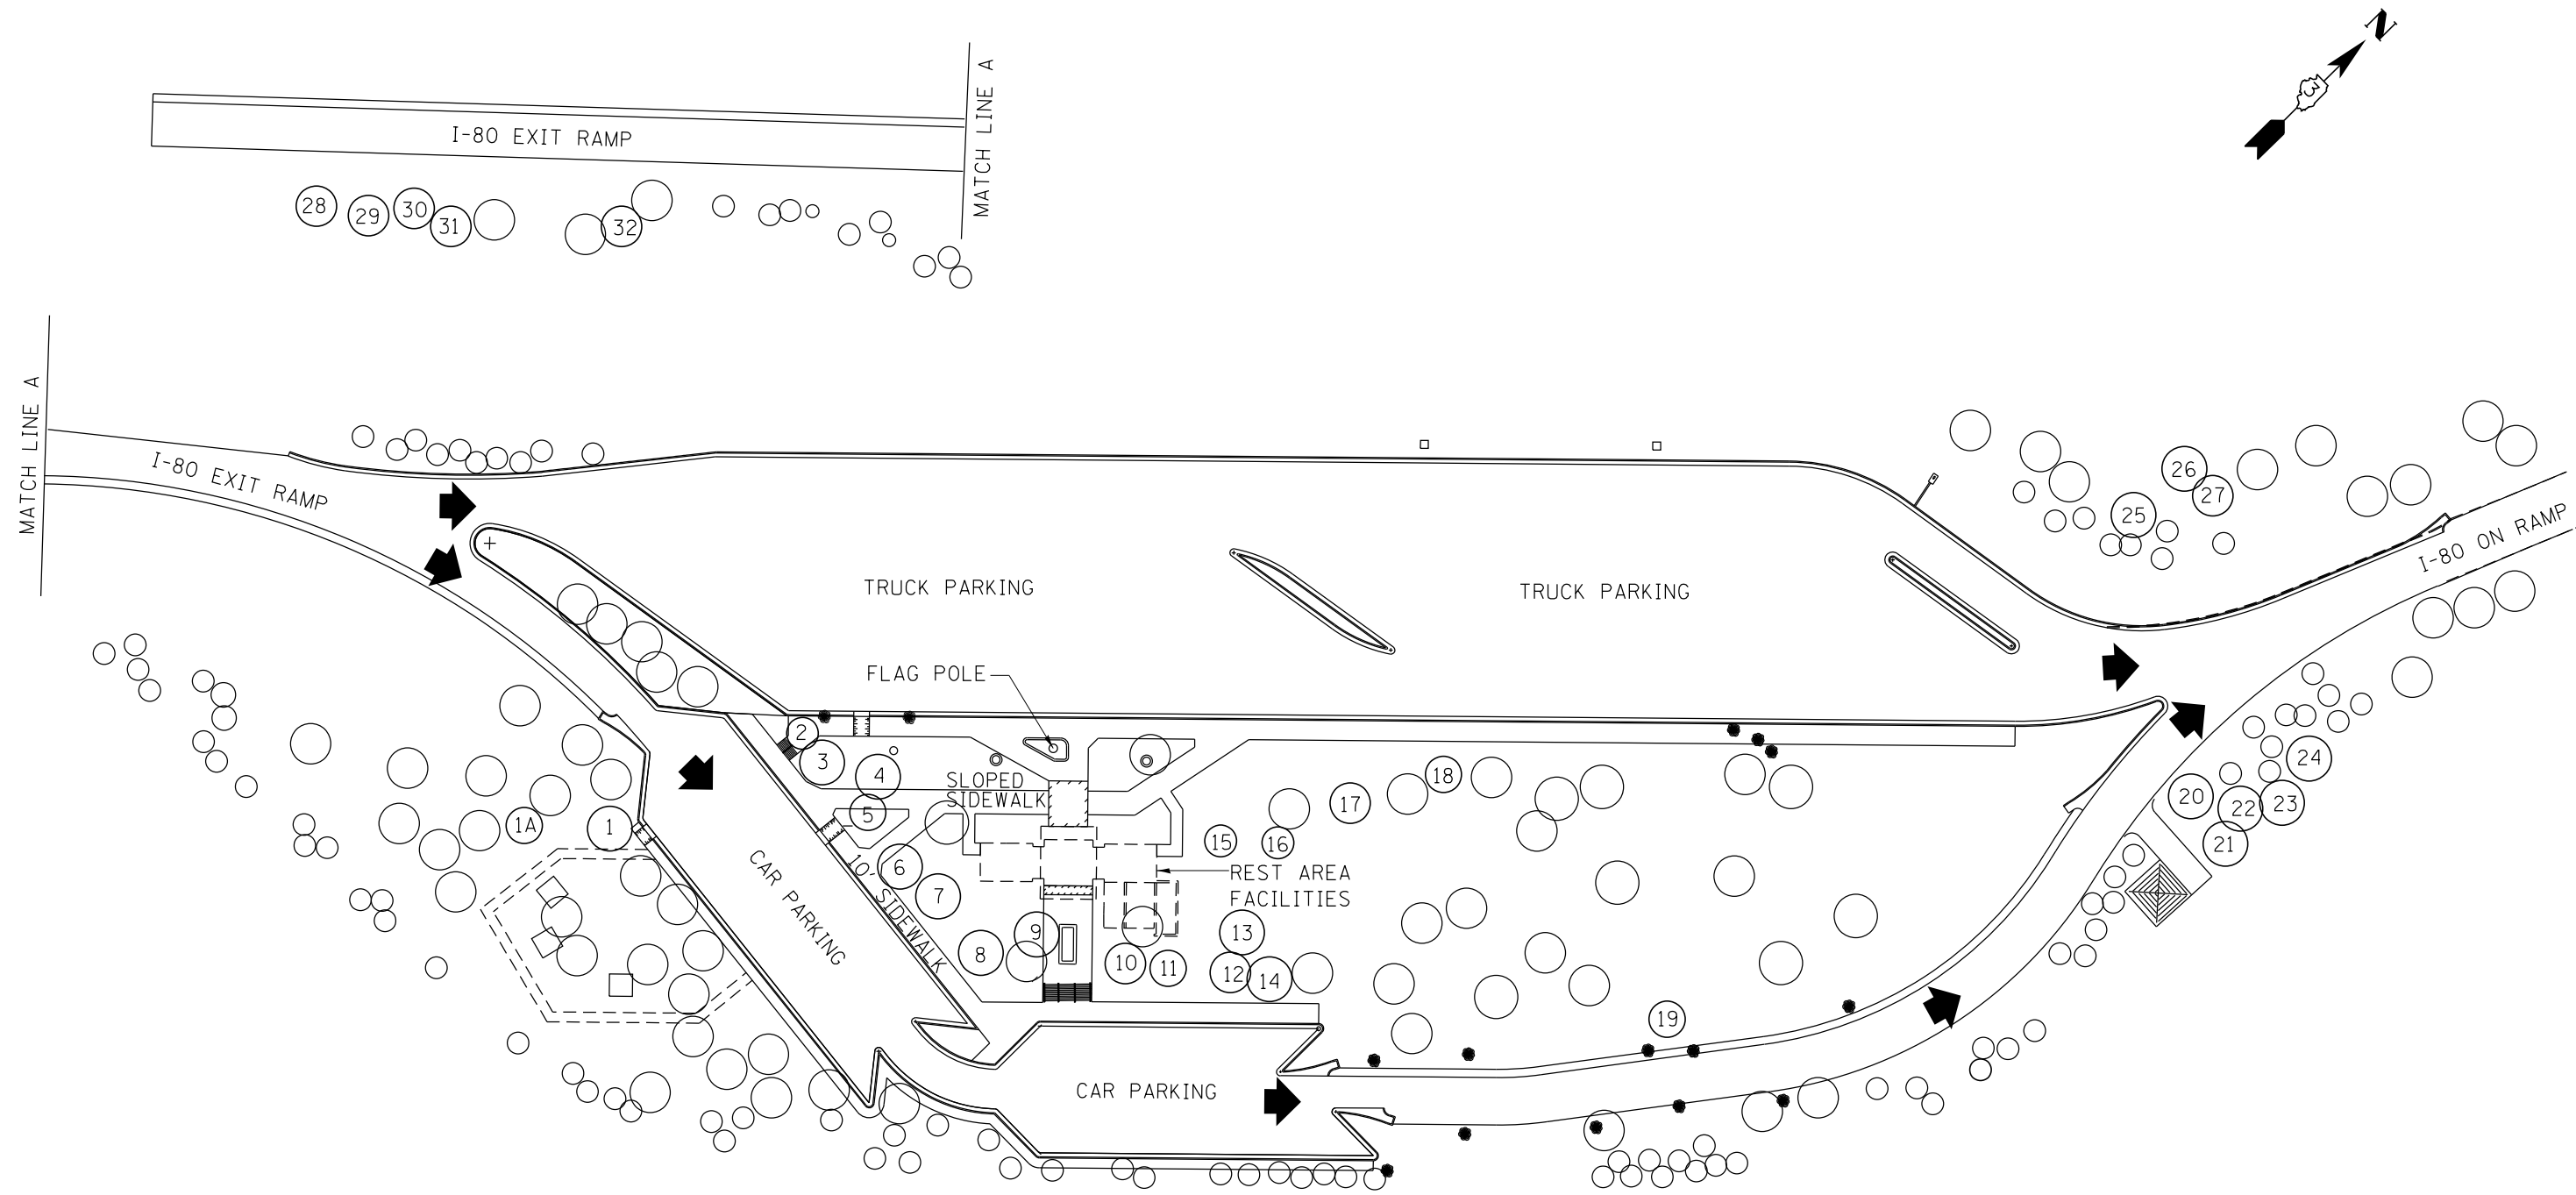 N
3
I-80 EXIT RAMP
MATCH LINE A
28
29
30
31
32
MATCH LINE A
I-80 EXIT RAMP
TRUCK PARKING
TRUCK PARKING
26
27
25
I-80 ON RAMP
FLAG POLE
2
3
4
5
SLOPED
SIDEWALK
18
17
15
16
24
20
22
23
21
1A
1
CAR PARKING
10' SIDEWALK
6
7
REST AREA
FACILITIES
8
9
10
11
13
12
14
19
CAR PARKING